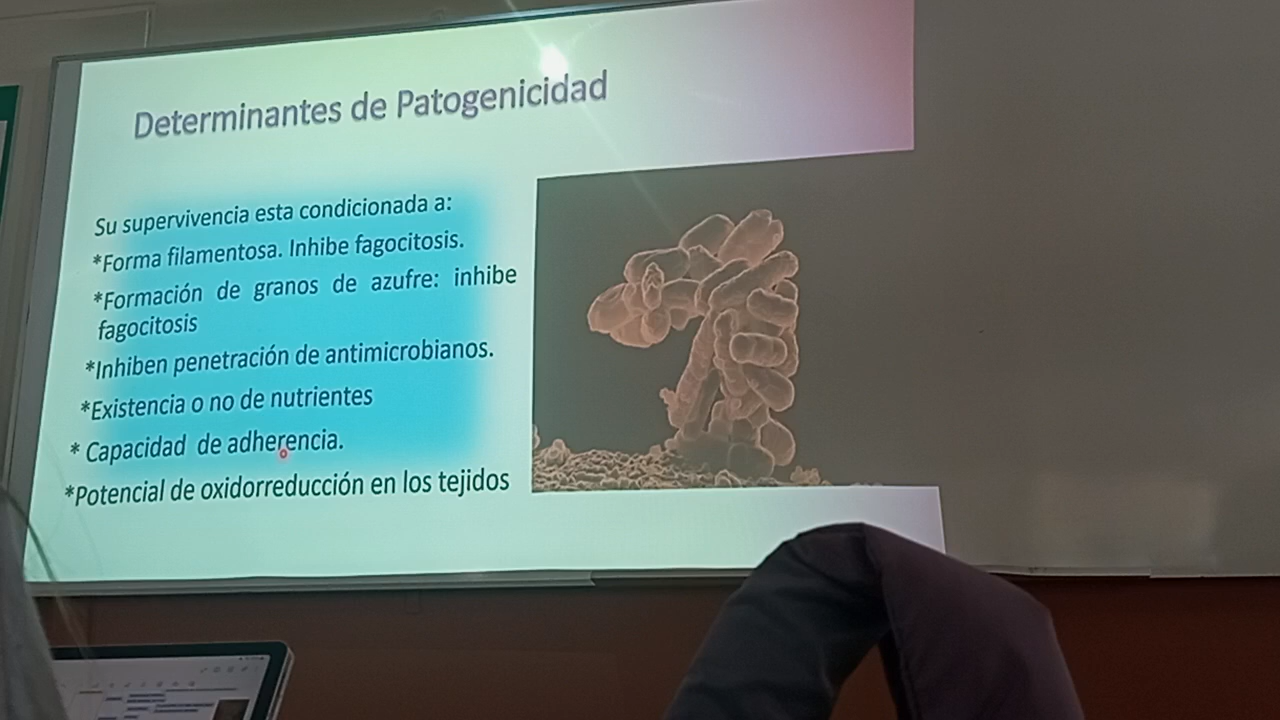 Determinantes de Patogenicidad
Su supervivencia esta condicionada a:
*Forma filamentosa. Inhibe fagocitosis.
*Formación de granos de azufre: inhibe
fagocitosis
*Inhiben penetración de antimicrobianos.
*Existencia o no de nutrientes
* Capacidad de adherencia.
*Potencial de oxidorreducción en los tejidos